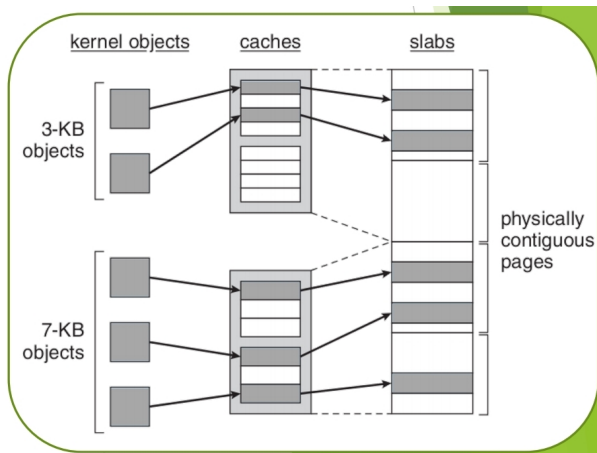 kernel objects
caches
slabs
3-KB
objects
physically
contiguous
pages
7-KB
objects